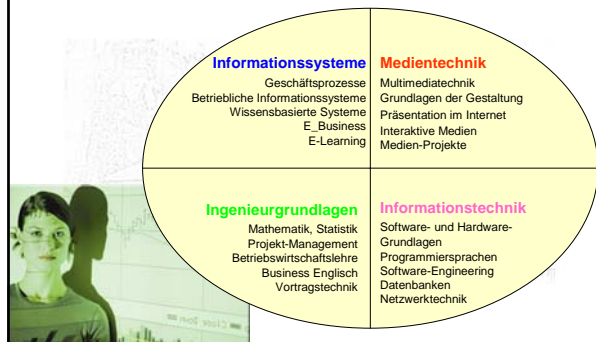 Informationssysteme
Geschäftsprozesse
Betriebliche Informationssysteme
Wissensbasierte Systeme
E_Business
E-Learning
Medientechnik
Multimediatechnik
Grundlagen der Gestaltung
Präsentation im Internet
Interaktive Medien
Medien-Projekte
Ingenieurgrundlagen
Mathematik, Statistik
Projekt-Management
Betriebswirtschaftslehre
Business Englisch
Vortragstechnik
Informationstechnik
Software- und Hardware-
Grundlagen
Programmiersprachen
Software-Engineering
Datenbanken
Netzwerktechnik